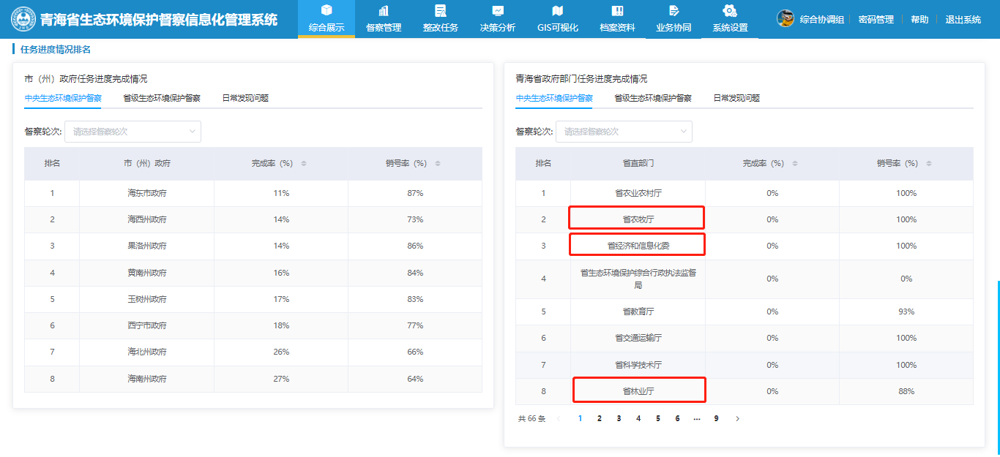 青海省生态环境保护督察信息化管理系统
综合展示 督察管理 整改任务 决策分析 GIS可视化 档案资料 业务协同 系统设置 综合协调组 密码管理 帮助 退出系统
任务进度情况排名
市（州）政府任务进度完成情况
中央生态环境保护督察 省级生态环境保护督察 日常发现问题
督察轮次: 请选择督察轮次
排名 市（州）政府 完成率（%） 销号率（%）
1 海东市政府 11% 87%
2 海西州政府 14% 73%
3 果洛州政府 14% 86%
4 黄南州政府 16% 84%
5 玉树州政府 17% 83%
6 西宁市政府 18% 77%
7 海北州政府 26% 66%
8 海南州政府 27% 64%
青海省政府部门任务进度完成情况
中央生态环境保护督察 省级生态环境保护督察 日常发现问题
督察轮次: 请选择督察轮次
排名 省直部门 完成率（%） 销号率（%）
1 省农业农村厅 0% 100%
2 省农牧厅 0% 100%
3 省经济和信息化委 0% 100%
4 省生态环境保护综合行政执法监督 0% 0%
局
5 省教育厅 0% 93%
6 省交通运输厅 0% 100%
7 省科学技术厅 0% 100%
8 省林业厅 0% 88%
共 66 条 1 2 3 4 5 6 ... 9